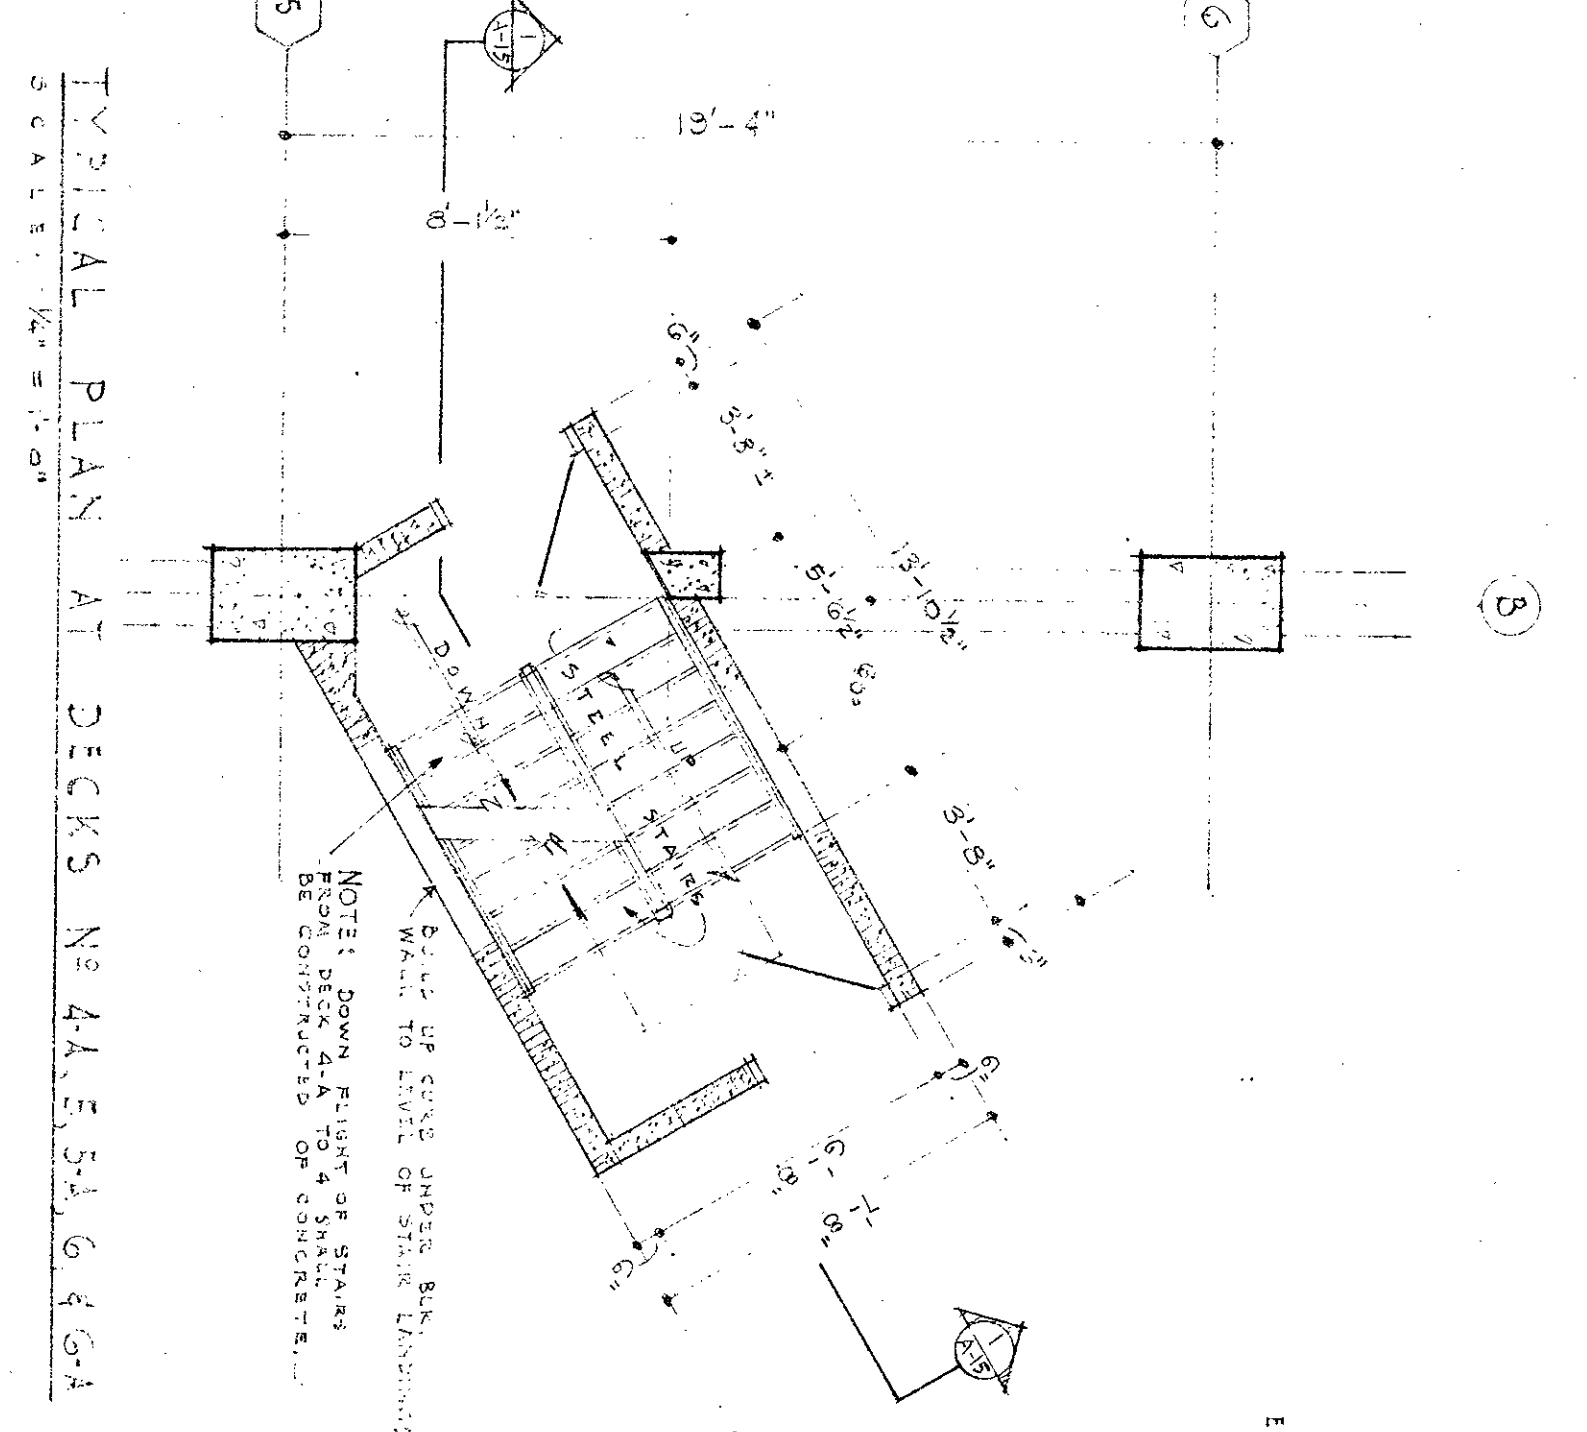 5
6
B
1
A-15
19'-4"
8'-1½"
6"
3'-8" ±
5'-6½"
13'-10½"
60°
3'-8"
6"
6'-8"
7'-8"
6"
1
A-15
DOWN
UP
STEEL
STAIRS
BUILD UP CURB UNDER BLK.
WALL TO LEVEL OF STAIR LANDING
NOTE: DOWN FLIGHT OF STAIRS
FROM DECK 4-A TO 4 SHALL
BE CONSTRUCTED OF CONCRETE.
TYPICAL PLAN AT DECKS Nº 4-A, 5, 5-A, 6 & 6-A
SCALE: ¼" = 1'-0"
E